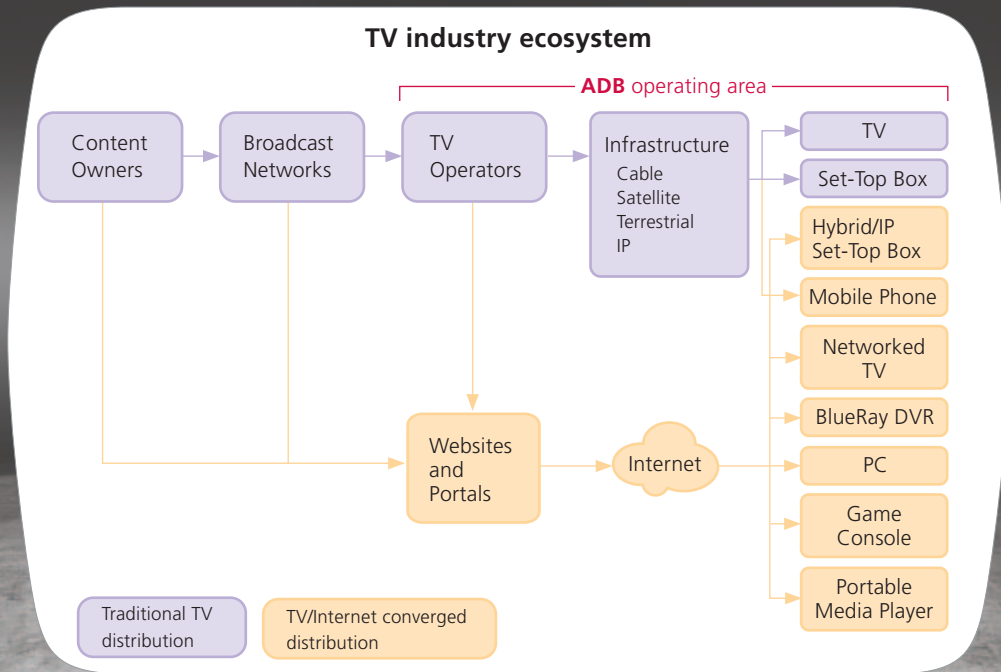 TV industry ecosystem
ADB operating area
Content
Owners
Broadcast
Networks
TV
Operators
Infrastructure
Cable
Satellite
Terrestrial
IP
TV
Set-Top Box
Hybrid/IP
Set-Top Box
Mobile Phone
Networked
TV
BlueRay DVR
PC
Game
Console
Portable
Media Player
Websites
and
Portals
Internet
Traditional TV
distribution
TV/Internet converged
distribution